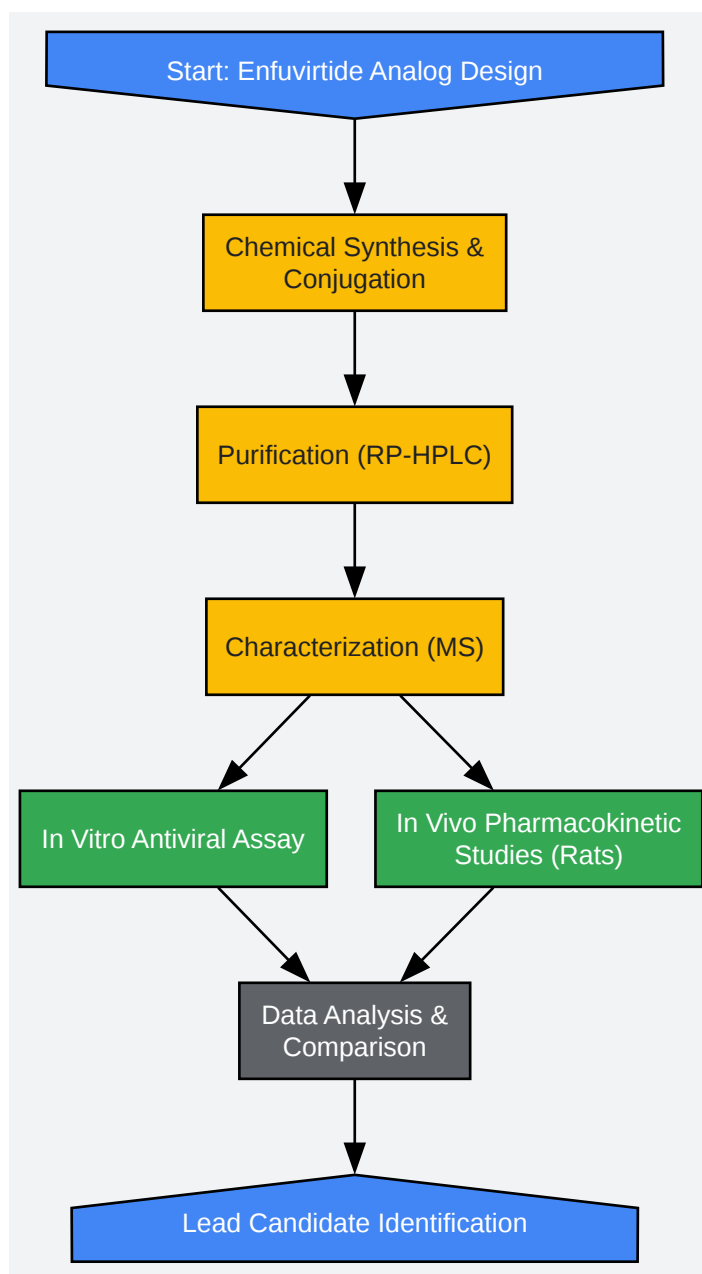 Start: Enfuvirtide Analog Design
Chemical Synthesis &
Conjugation
Purification (RP-HPLC)
Characterization (MS)
In Vitro Antiviral Assay
In Vivo Pharmacokinetic
Studies (Rats)
Data Analysis &
Comparison
Lead Candidate Identification